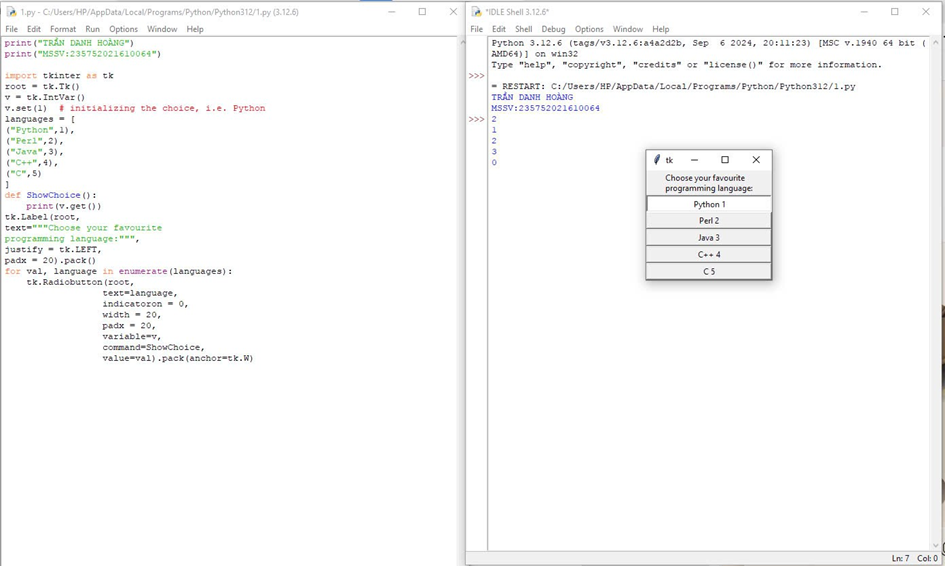 1.py - C:/Users/HP/AppData/Local/Programs/Python/Python312/1.py (3.12.6)
File Edit Format Run Options Window Help
print("TRẦN DANH HOÀNG")
print("MSSV:235752021610064")
import tkinter as tk
root = tk.Tk()
v = tk.IntVar()
v.set(1)  # initializing the choice, i.e. Python
languages = [
("Python",1),
("Perl",2),
("Java",3),
("C++",4),
("C",5)
]
def ShowChoice():
    print(v.get())
tk.Label(root,
text="""Choose your favourite
programming language:""",
justify = tk.LEFT,
padx = 20).pack()
for val, language in enumerate(languages):
    tk.Radiobutton(root,
                   text=language,
                   indicatoron = 0,
                   width = 20,
                   padx = 20,
                   variable=v,
                   command=ShowChoice,
                   value=val).pack(anchor=tk.W)
*IDLE Shell 3.12.6*
File Edit Shell Debug Options Window Help
Python 3.12.6 (tags/v3.12.6:a4a2d2b, Sep  6 2024, 20:11:23) [MSC v.1940 64 bit (
AMD64)] on win32
Type "help", "copyright", "credits" or "license()" for more information.
>>>
= RESTART: C:/Users/HP/AppData/Local/Programs/Python/Python312/1.py
TRẦN DANH HOÀNG
MSSV:235752021610064
>>> 2
1
2
3
0
tk
Choose your favourite
programming language:
Python 1
Perl 2
Java 3
C++ 4
C 5
Ln: 7 Col: 0